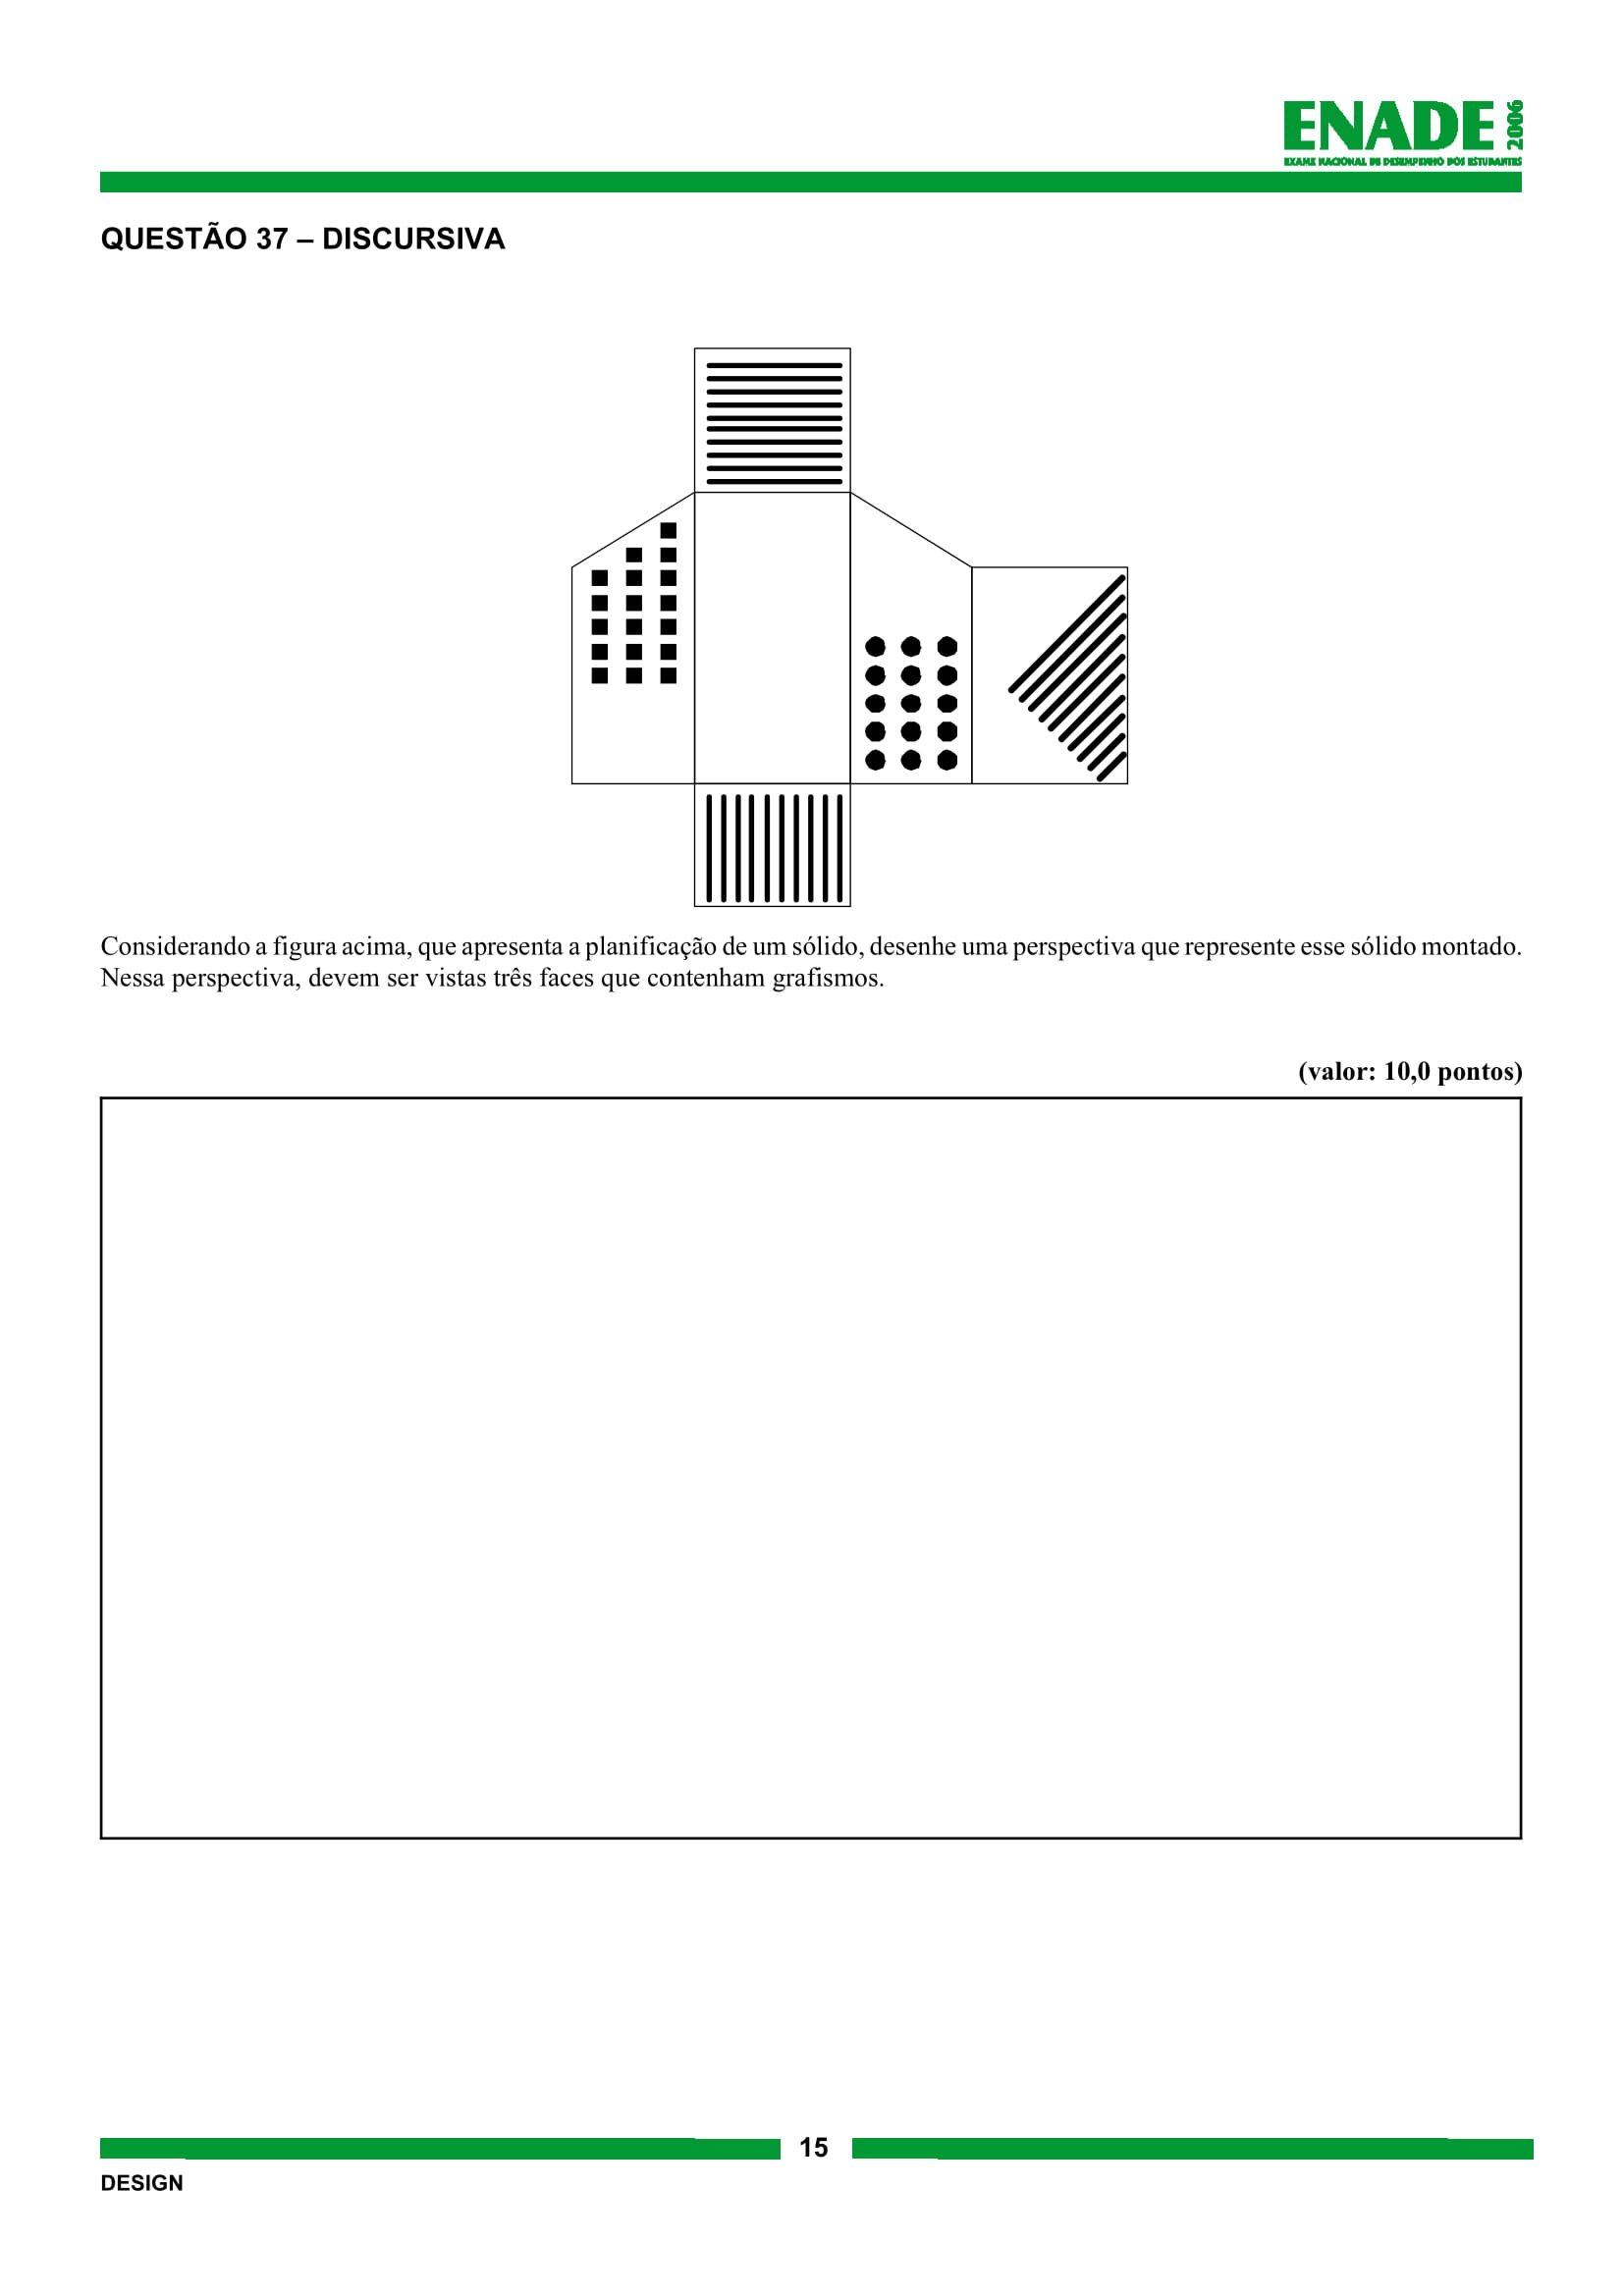 ENADE 2006
EXAME NACIONAL DE DESEMPENHO DOS ESTUDANTES
QUESTÃO 37 – DISCURSIVA
Considerando a figura acima, que apresenta a planificação de um sólido, desenhe uma perspectiva que represente esse sólido montado.
Nessa perspectiva, devem ser vistas três faces que contenham grafismos.
(valor: 10,0 pontos)
15
DESIGN